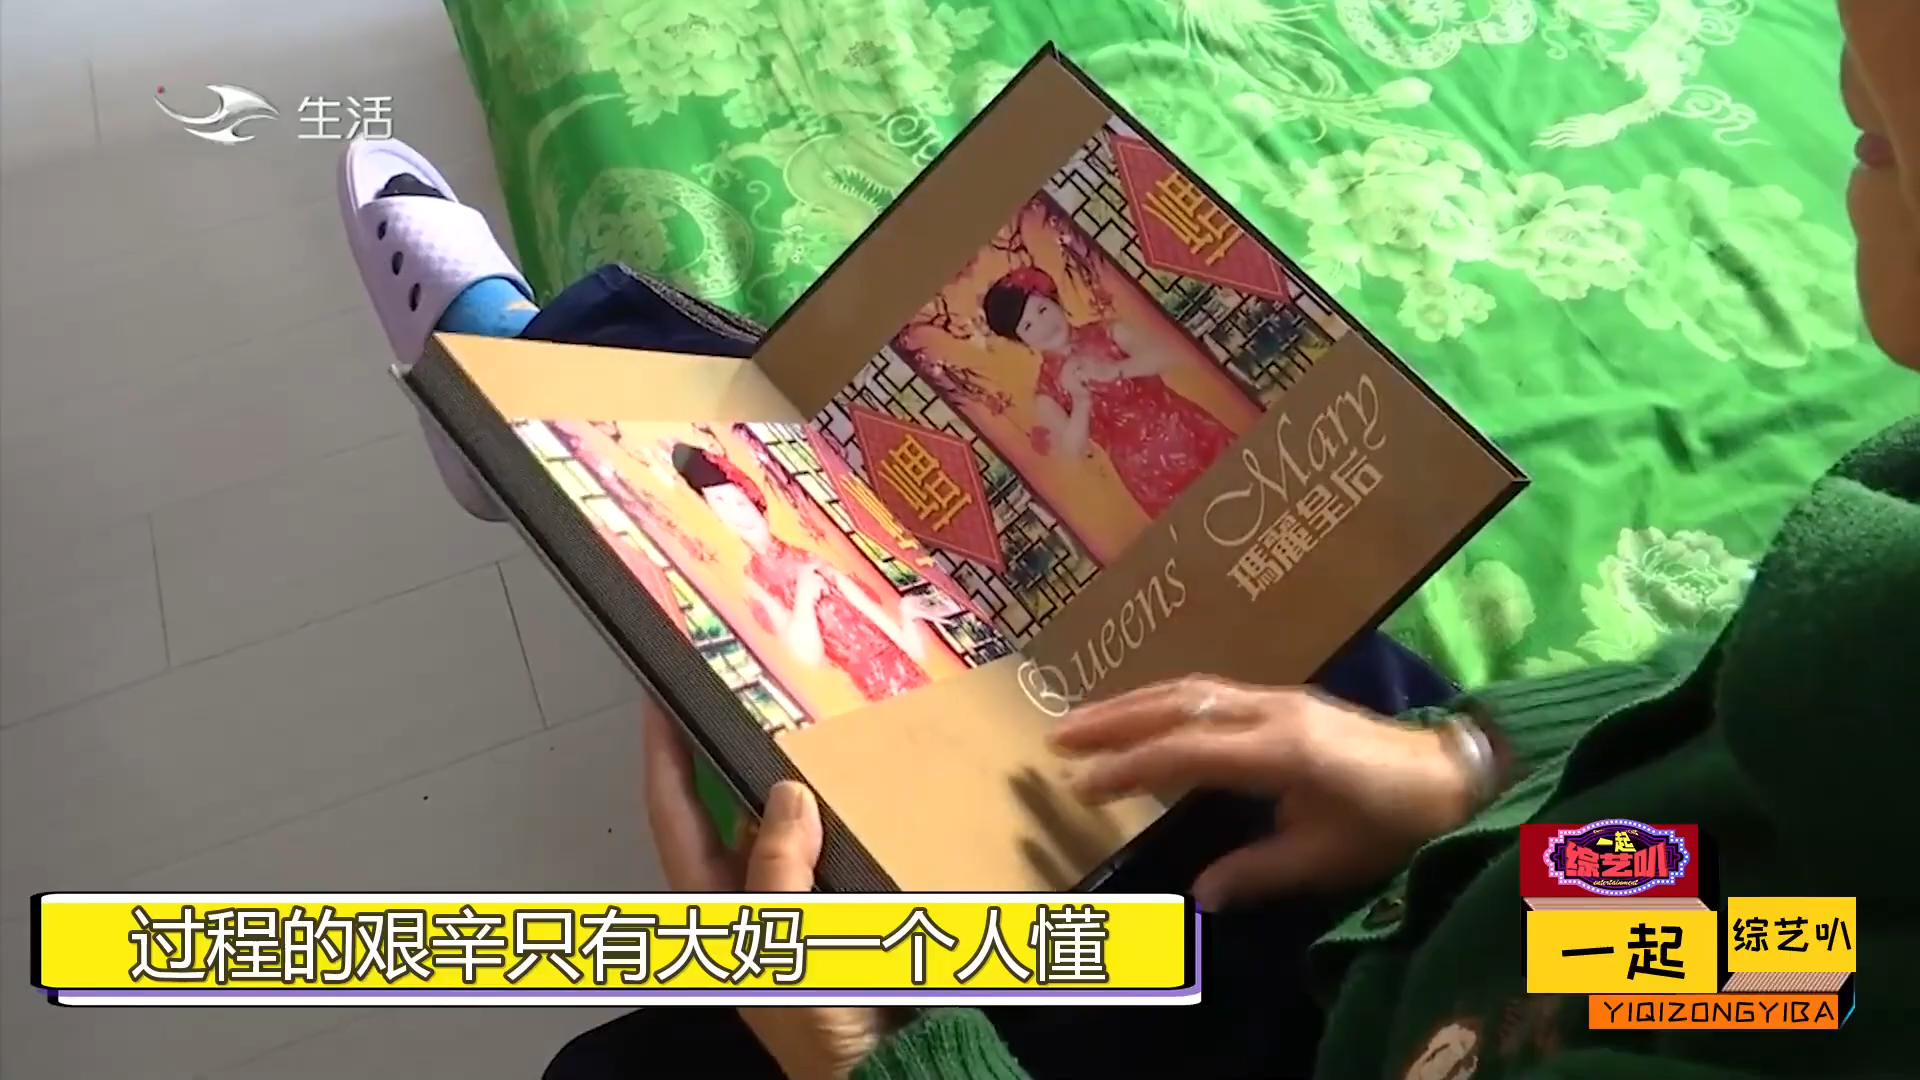 生活
囍
囍
Queens' Mary
瑪麗皇后
过程的艰辛只有大妈一个人懂
一起
综艺叭
entertainment
一起
综艺叭
YIQIZONGYIBA